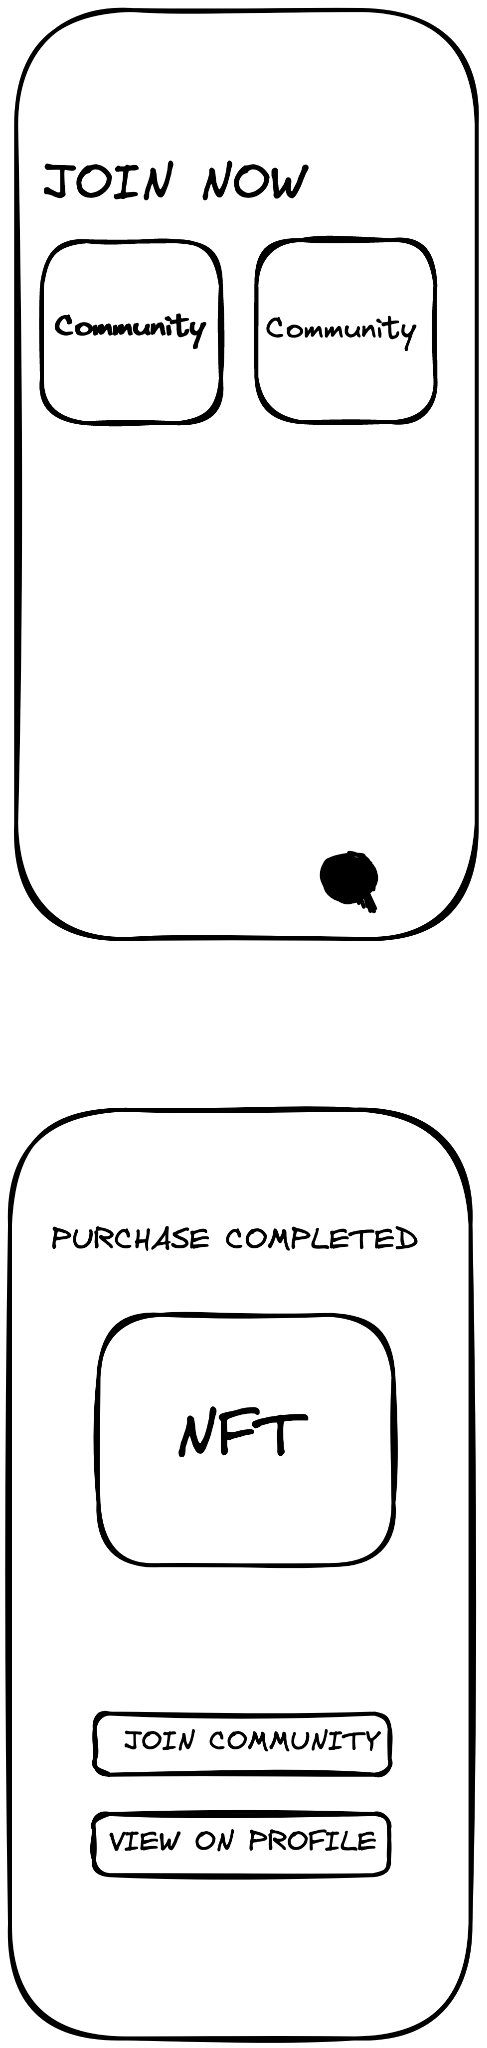 JOIN NOW
Community Community
PURCHASE COMPLETED
NFT
JOIN COMMUNITY
VIEW ON PROFILE